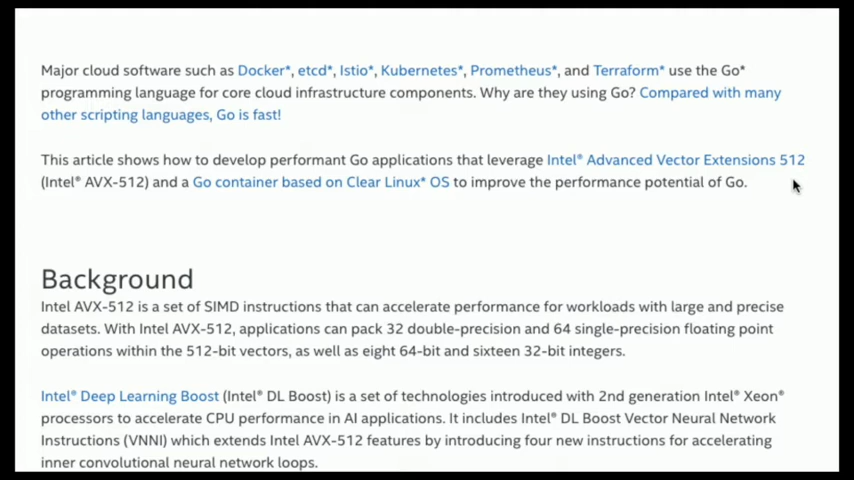 Major cloud software such as Docker*, etcd*, Istio*, Kubernetes*, Prometheus*, and Terraform* use the Go*
programming language for core cloud infrastructure components. Why are they using Go? Compared with many
other scripting languages, Go is fast!
This article shows how to develop performant Go applications that leverage Intel® Advanced Vector Extensions 512
(Intel® AVX-512) and a Go container based on Clear Linux* OS to improve the performance potential of Go.
Background
Intel AVX-512 is a set of SIMD instructions that can accelerate performance for workloads with large and precise
datasets. With Intel AVX-512, applications can pack 32 double-precision and 64 single-precision floating point
operations within the 512-bit vectors, as well as eight 64-bit and sixteen 32-bit integers.
Intel® Deep Learning Boost (Intel® DL Boost) is a set of technologies introduced with 2nd generation Intel® Xeon®
processors to accelerate CPU performance in AI applications. It includes Intel® DL Boost Vector Neural Network
Instructions (VNNI) which extends Intel AVX-512 features by introducing four new instructions for accelerating
inner convolutional neural network loops.